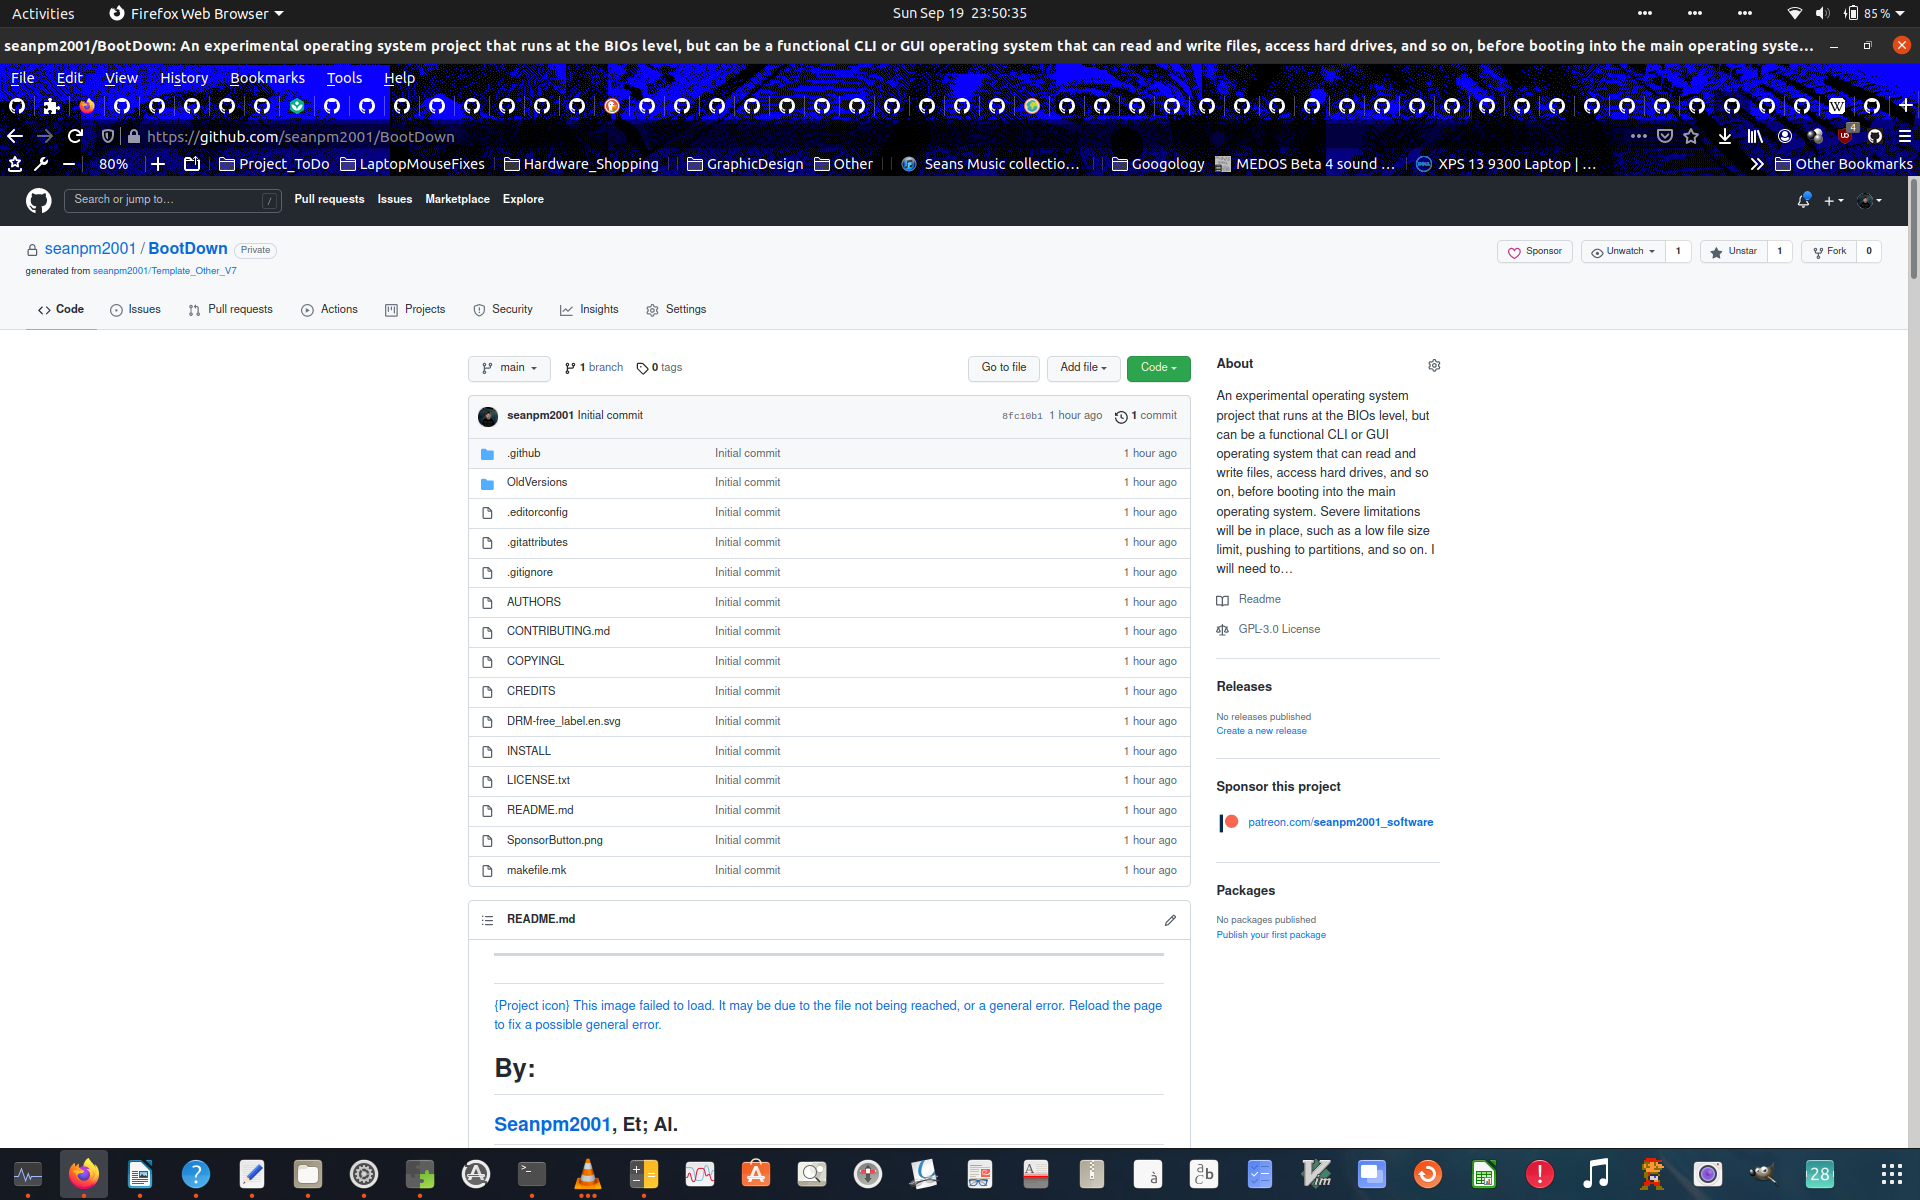 Activities
Firefox Web Browser
Sun Sep 19 23:50:35
85 %
seanpm2001/BootDown: An experimental operating system project that runs at the BIOs level, but can be a functional CLI or GUI operating system that can read and write files, access hard drives, and so on, before booting into the main operating syste...
File Edit View History Bookmarks Tools Help
https://github.com/seanpm2001/BootDown
4
80%
Project_ToDo
LaptopMouseFixes
Hardware_Shopping
GraphicDesign
Other
Seans Music collectio...
Googology
MEDOS Beta 4 sound ...
XPS 13 9300 Laptop | ...
Other Bookmarks
Search or jump to...
/
Pull requests Issues Marketplace Explore
seanpm2001 / BootDown Private
generated from seanpm2001/Template_Other_V7
Sponsor
Unwatch 1
Unstar 1
Fork 0
Code
Issues
Pull requests
Actions
Projects
Security
Insights
Settings
main
1 branch
0 tags
Go to file
Add file
Code
seanpm2001 Initial commit
8fc10b1 1 hour ago
1 commit
.github Initial commit 1 hour ago
OldVersions Initial commit 1 hour ago
.editorconfig Initial commit 1 hour ago
.gitattributes Initial commit 1 hour ago
.gitignore Initial commit 1 hour ago
AUTHORS Initial commit 1 hour ago
CONTRIBUTING.md Initial commit 1 hour ago
COPYINGL Initial commit 1 hour ago
CREDITS Initial commit 1 hour ago
DRM-free_label.en.svg Initial commit 1 hour ago
INSTALL Initial commit 1 hour ago
LICENSE.txt Initial commit 1 hour ago
README.md Initial commit 1 hour ago
SponsorButton.png Initial commit 1 hour ago
makefile.mk Initial commit 1 hour ago
README.md
{Project icon} This image failed to load. It may be due to the file not being reached, or a general error. Reload the page
to fix a possible general error.
By:
Seanpm2001, Et; Al.
About
An experimental operating system
project that runs at the BIOs level, but
can be a functional CLI or GUI
operating system that can read and
write files, access hard drives, and so
on, before booting into the main
operating system. Severe limitations
will be in place, such as a low file size
limit, pushing to partitions, and so on. I
will need to...
Readme
GPL-3.0 License
Releases
No releases published
Create a new release
Sponsor this project
patreon.com/seanpm2001_software
Packages
No packages published
Publish your first package
28